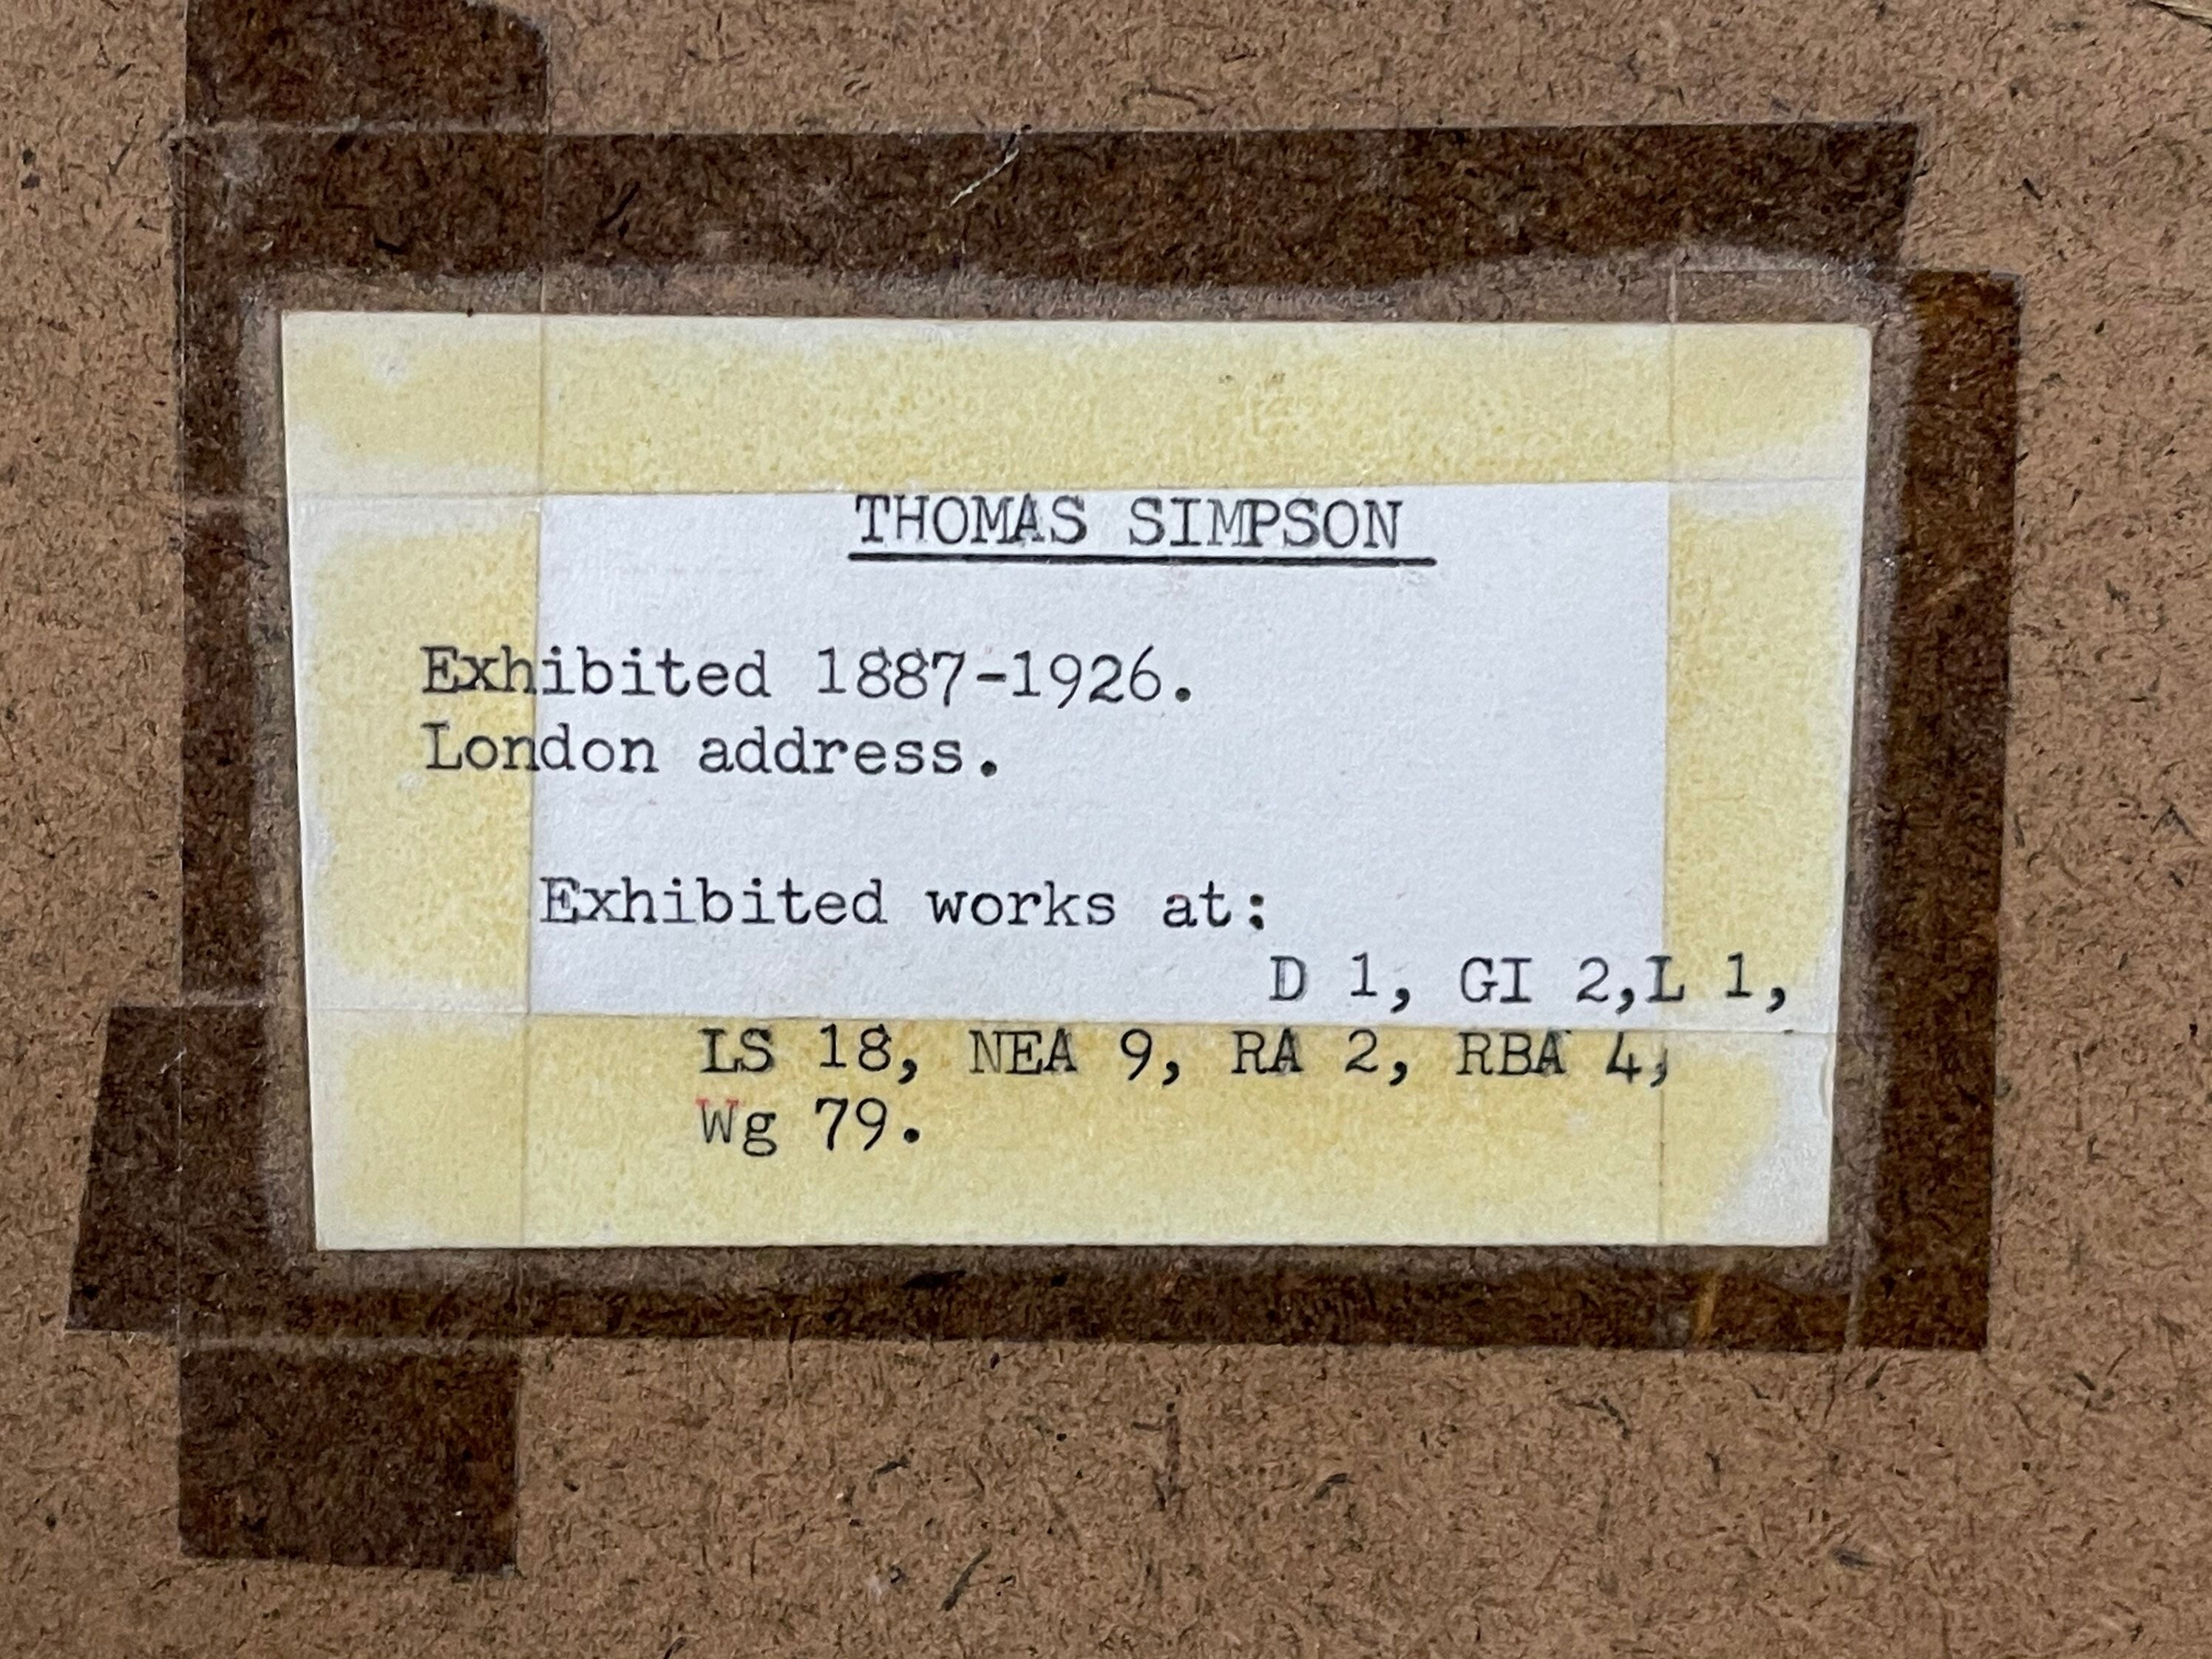 THOMAS SIMPSON
Exhibited 1887-1926.
London address.
Exhibited works at:
D 1, GI 2,L 1,
LS 18, NEA 9, RA 2, RBA 4,
Wg 79.